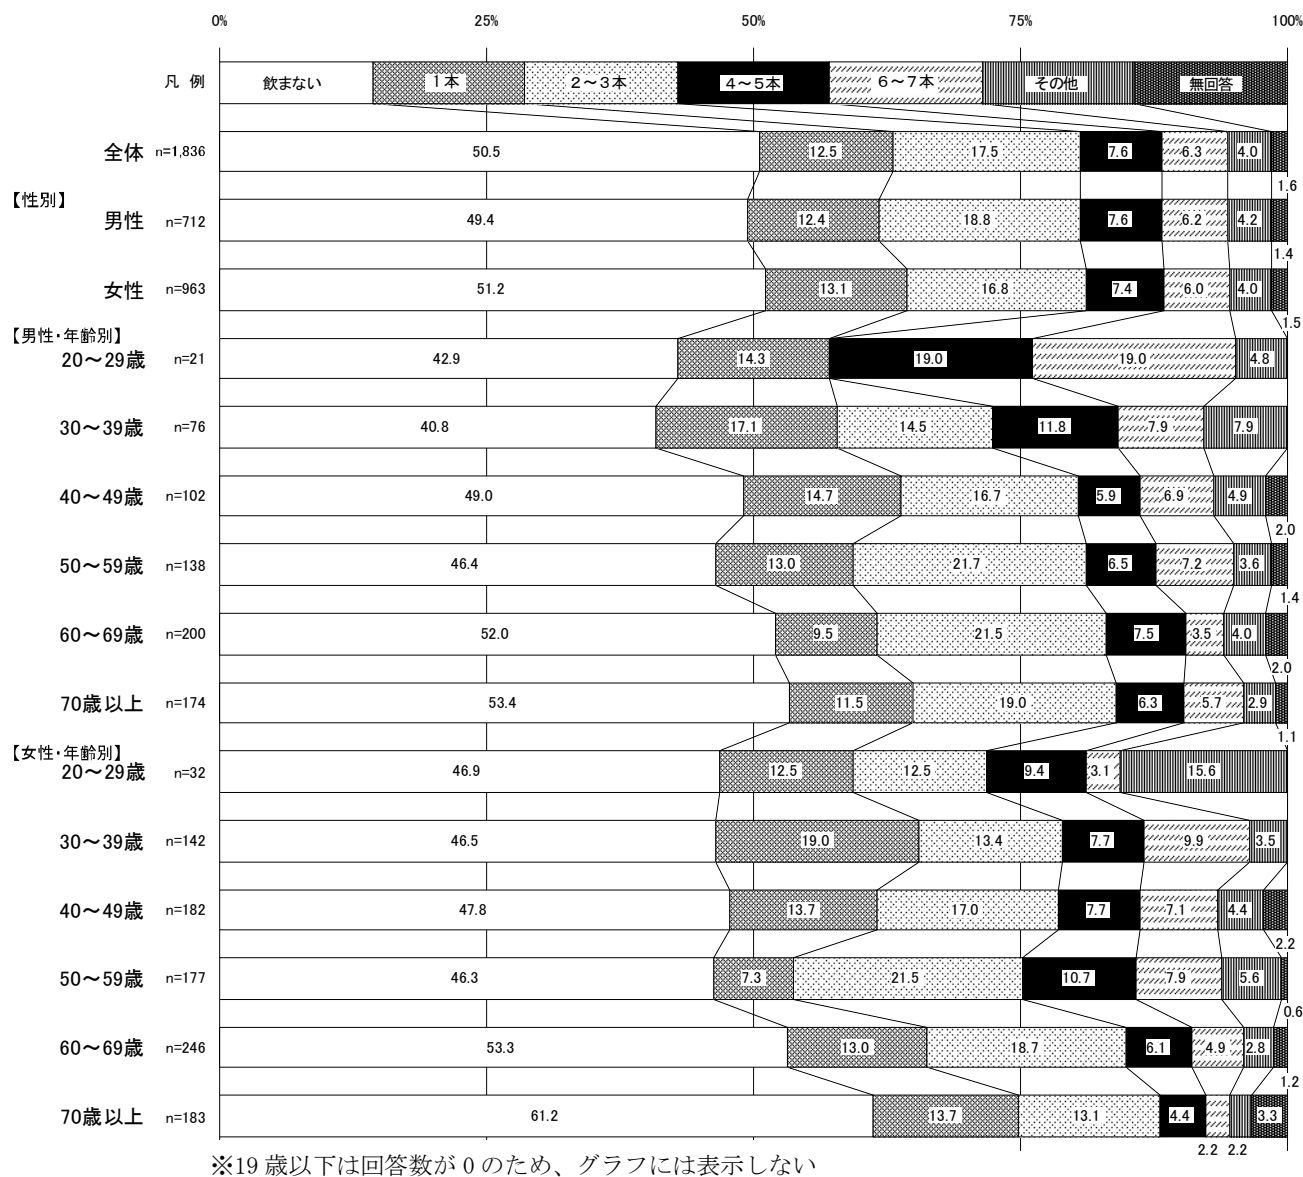 0% 25% 50% 75% 100%
凡 例 飲まない 1本 2～3本 4～5本 6～7本 その他 無回答
全体 n=1,836 50.5 12.5 17.5 7.6 6.3 4.0
1.6
【性別】
男性 n=712 49.4 12.4 18.8 7.6 6.2 4.2
1.4
女性 n=963 51.2 13.1 16.8 7.4 6.0 4.0
1.5
【男性・年齢別】
20～29歳 n=21 42.9 14.3 19.0 19.0 4.8
30～39歳 n=76 40.8 17.1 14.5 11.8 7.9 7.9
40～49歳 n=102 49.0 14.7 16.7 5.9 6.9 4.9
2.0
50～59歳 n=138 46.4 13.0 21.7 6.5 7.2 3.6
1.4
60～69歳 n=200 52.0 9.5 21.5 7.5 3.5 4.0
2.0
70歳以上 n=174 53.4 11.5 19.0 6.3 5.7 2.9
1.1
【女性・年齢別】
20～29歳 n=32 46.9 12.5 12.5 9.4 3.1 15.6
30～39歳 n=142 46.5 19.0 13.4 7.7 9.9 3.5
40～49歳 n=182 47.8 13.7 17.0 7.7 7.1 4.4
2.2
50～59歳 n=177 46.3 7.3 21.5 10.7 7.9 5.6
0.6
60～69歳 n=246 53.3 13.0 18.7 6.1 4.9 2.8
1.2
70歳以上 n=183 61.2 13.7 13.1 4.4 3.3
2.2 2.2
※19歳以下は回答数が0のため、グラフには表示しない